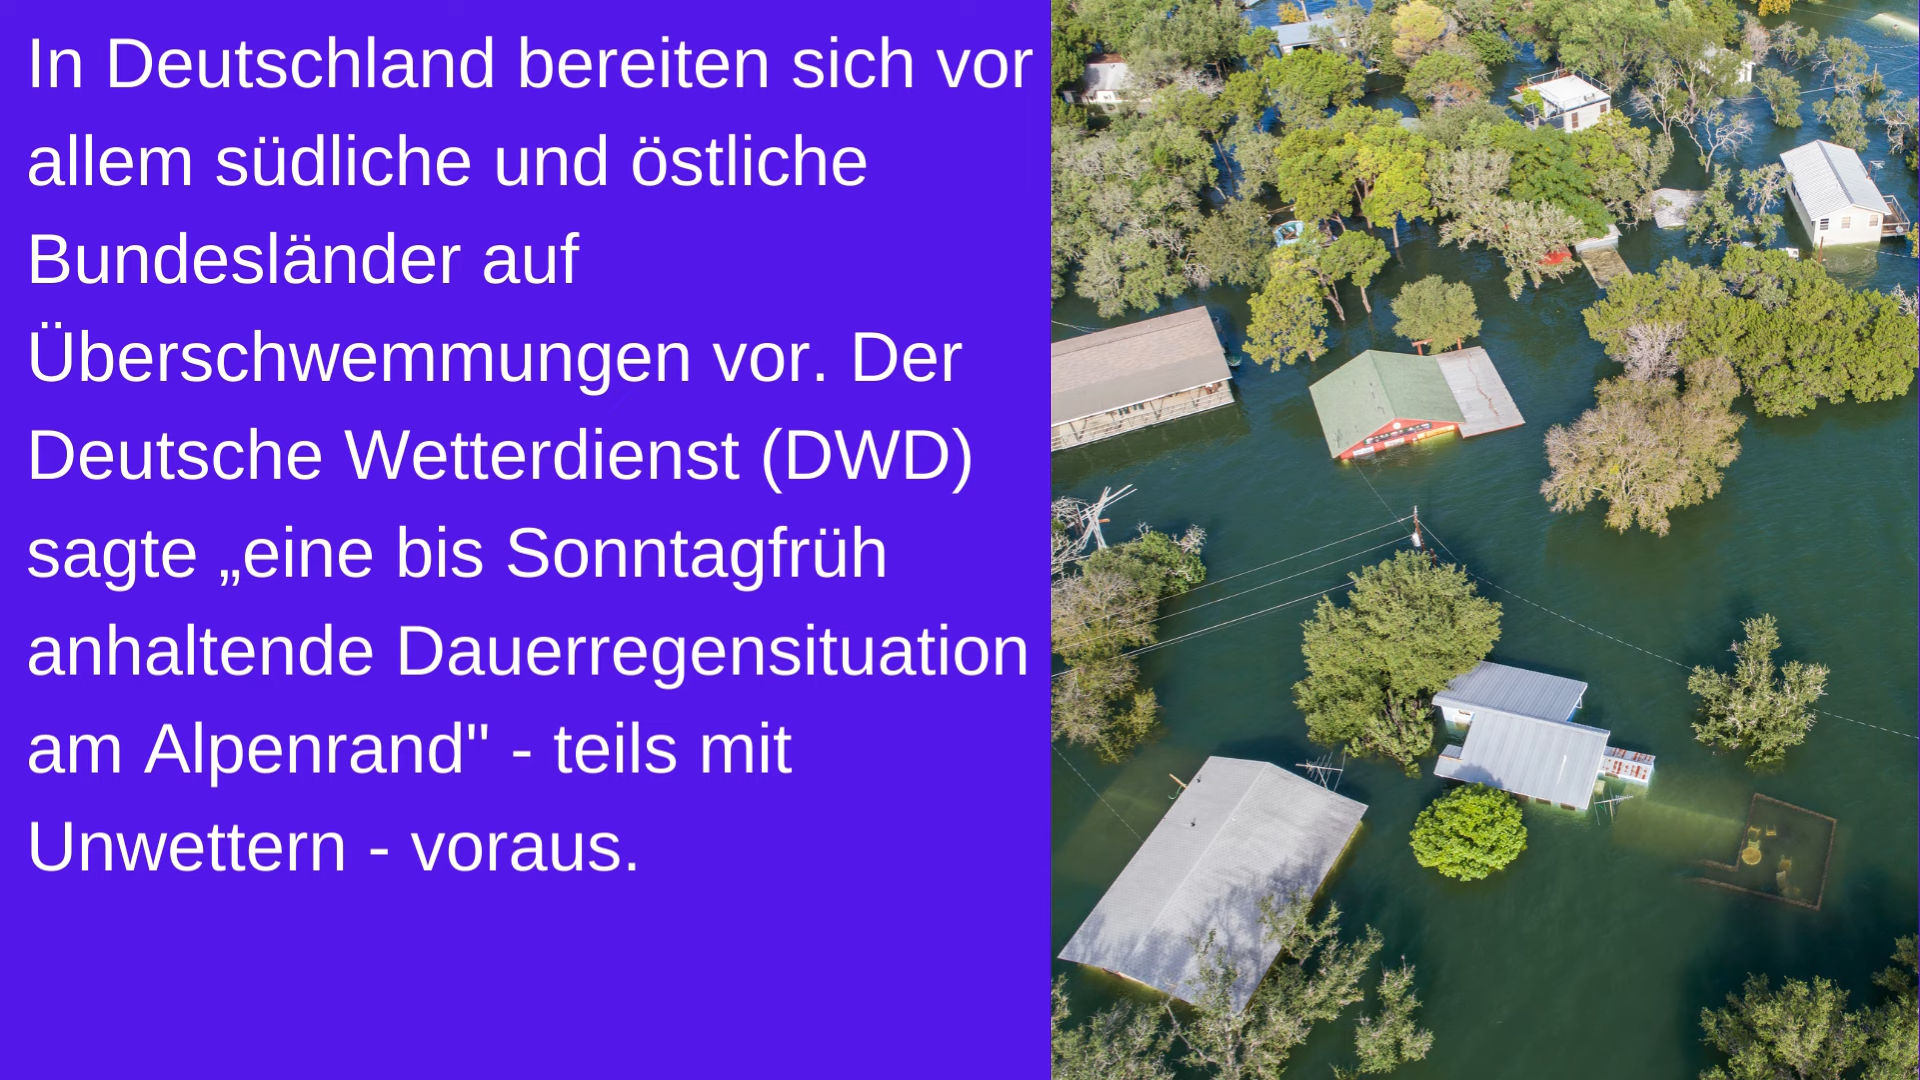 In Deutschland bereiten sich vor
allem südliche und östliche
Bundesländer auf
Überschwemmungen vor. Der
Deutsche Wetterdienst (DWD)
sagte „eine bis Sonntagfrüh
anhaltende Dauerregensituation
am Alpenrand" - teils mit
Unwettern - voraus.